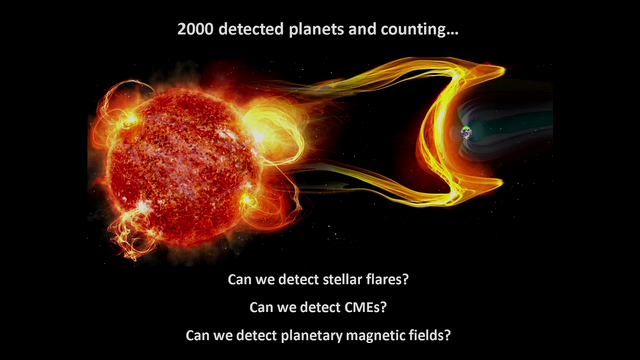 2000 detected planets and counting…
Can we detect stellar flares?
Can we detect CMEs?
Can we detect planetary magnetic fields?